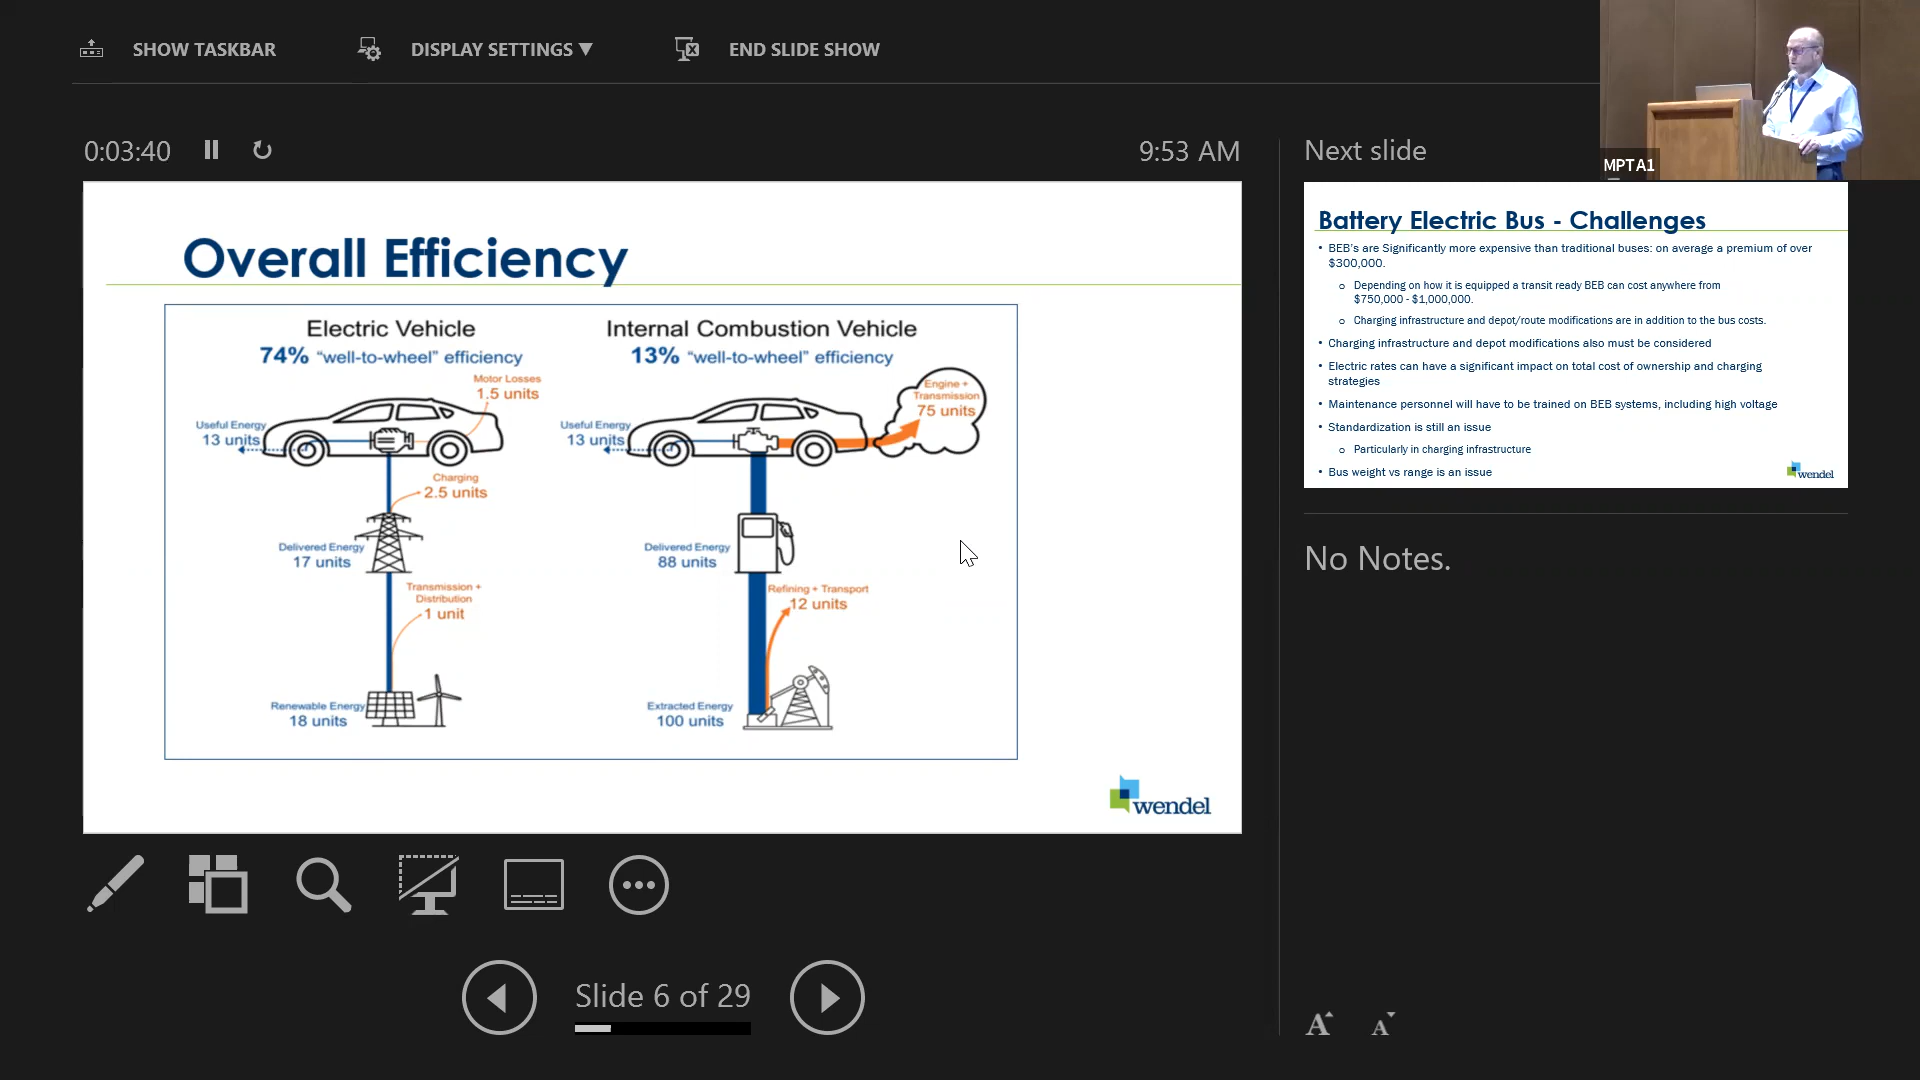 SHOW TASKBAR
DISPLAY SETTINGS ▼
END SLIDE SHOW
0:03:40
9:53 AM
Next slide
MPTA1
Overall Efficiency
Electric Vehicle
74% “well-to-wheel” efficiency
Motor Losses
1.5 units
Useful Energy
13 units
Charging
2.5 units
Delivered Energy
17 units
Transmission +
Distribution
1 unit
Renewable Energy
18 units
Internal Combustion Vehicle
13% “well-to-wheel” efficiency
Engine +
Transmission
75 units
Useful Energy
13 units
Delivered Energy
88 units
Refining + Transport
12 units
Extracted Energy
100 units
wendel
Battery Electric Bus - Challenges
• BEB's are Significantly more expensive than traditional buses: on average a premium of over
$300,000.
o Depending on how it is equipped a transit ready BEB can cost anywhere from
$750,000 - $1,000,000.
o Charging infrastructure and depot/route modifications are in addition to the bus costs.
• Charging infrastructure and depot modifications also must be considered
• Electric rates can have a significant impact on total cost of ownership and charging
strategies
• Maintenance personnel will have to be trained on BEB systems, including high voltage
• Standardization is still an issue
o Particularly in charging infrastructure
• Bus weight vs range is an issue
wendel
No Notes.
Slide 6 of 29
A A